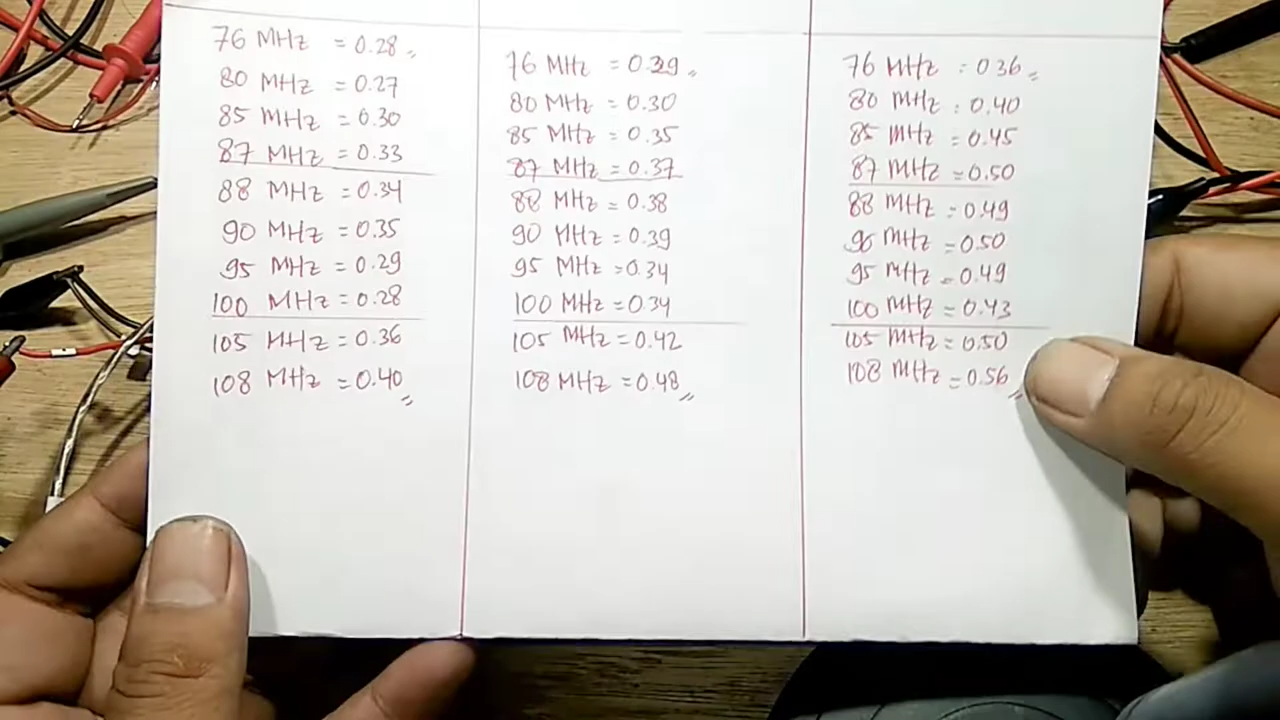 76 MHz = 0.28
80 MHz = 0.27
85 MHz = 0.30
87 MHz = 0.33
88 MHz = 0.34
90 MHz = 0.35
95 MHz = 0.29
100 MHz = 0.28
105 MHz = 0.36
108 MHz = 0.40
76 MHz = 0.29
80 MHz = 0.30
85 MHz = 0.35
87 MHz = 0.37
88 MHz = 0.38
90 MHz = 0.39
95 MHz = 0.34
100 MHz = 0.34
105 MHz = 0.42
108 MHz = 0.48
76 MHz : 036
80 MHz : 0.40
85 MHz = 0.45
87 MHz = 0.50
88 MHz = 0.49
90 MHz = 0.50
95 MHz = 0.49
100 MHz = 0.43
105 MHz = 0.50
108 MHz = 0.56